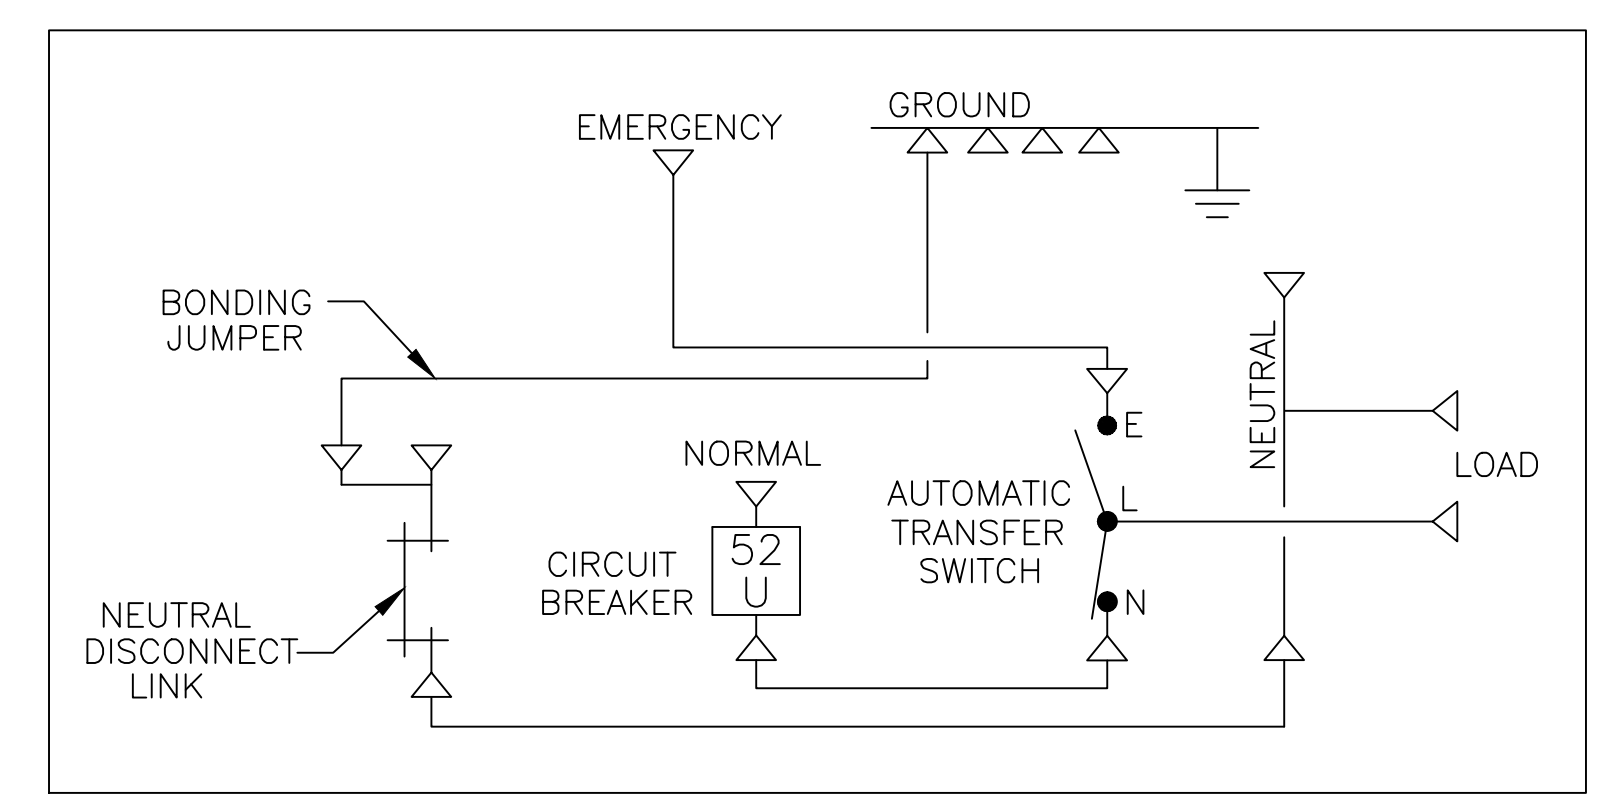 GROUND
EMERGENCY
BONDING
JUMPER
NEUTRAL
E
NORMAL
LOAD
AUTOMATIC
TRANSFER
SWITCH
L
52
U
CIRCUIT
BREAKER
N
NEUTRAL
DISCONNECT
LINK